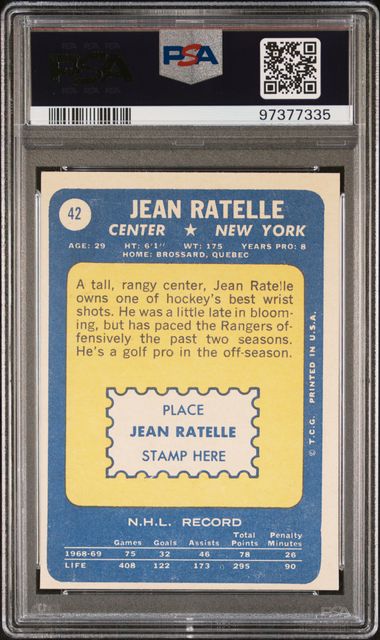 PSA
PSA
97377335
42
JEAN RATELLE
CENTER ★ NEW YORK
AGE: 29 HT: 6'1" WT: 175 YEARS PRO: 8
HOME: BROSSARD, QUEBEC
A tall, rangy center, Jean Ratelle
owns one of hockey's best wrist
shots. He was a little late in bloom-
ing, but has paced the Rangers of-
fensively the past two seasons.
He's a golf pro in the off-season.
PLACE
JEAN RATELLE
STAMP HERE
© T.C.G. PRINTED IN U.S.A.
N.H.L. RECORD
Games Goals Assists Total Points Penalty Minutes
1968-69 75 32 46 78 26
LIFE 408 122 173 295 90